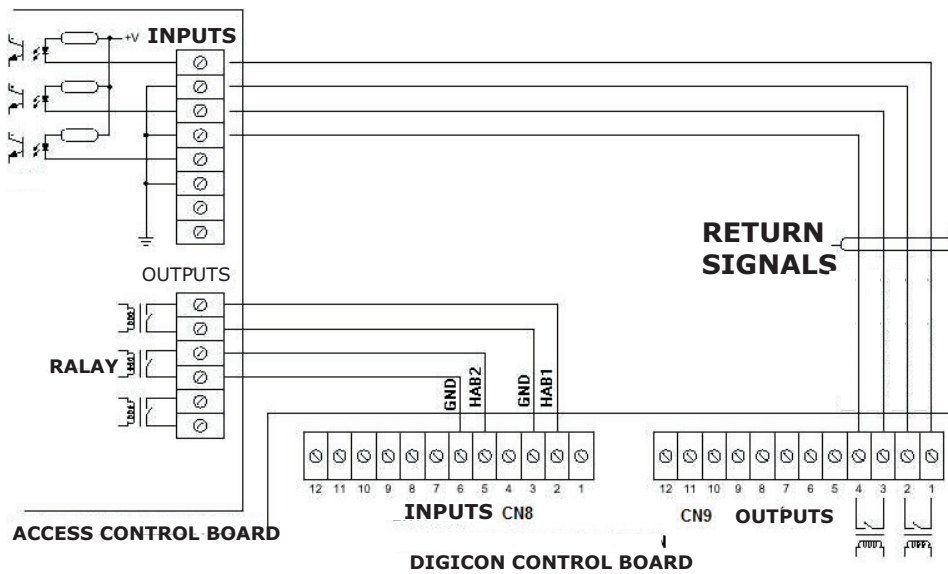 +V INPUTS
RETURN
SIGNALS
OUTPUTS
RALAY
GND
HAB2
GND
HAB1
12 11 10 9 8 7 6 5 4 3 2 1
12 11 10 9 8 7 6 5 4 3 2 1
INPUTS CN8
CN9 OUTPUTS
ACCESS CONTROL BOARD
DIGICON CONTROL BOARD